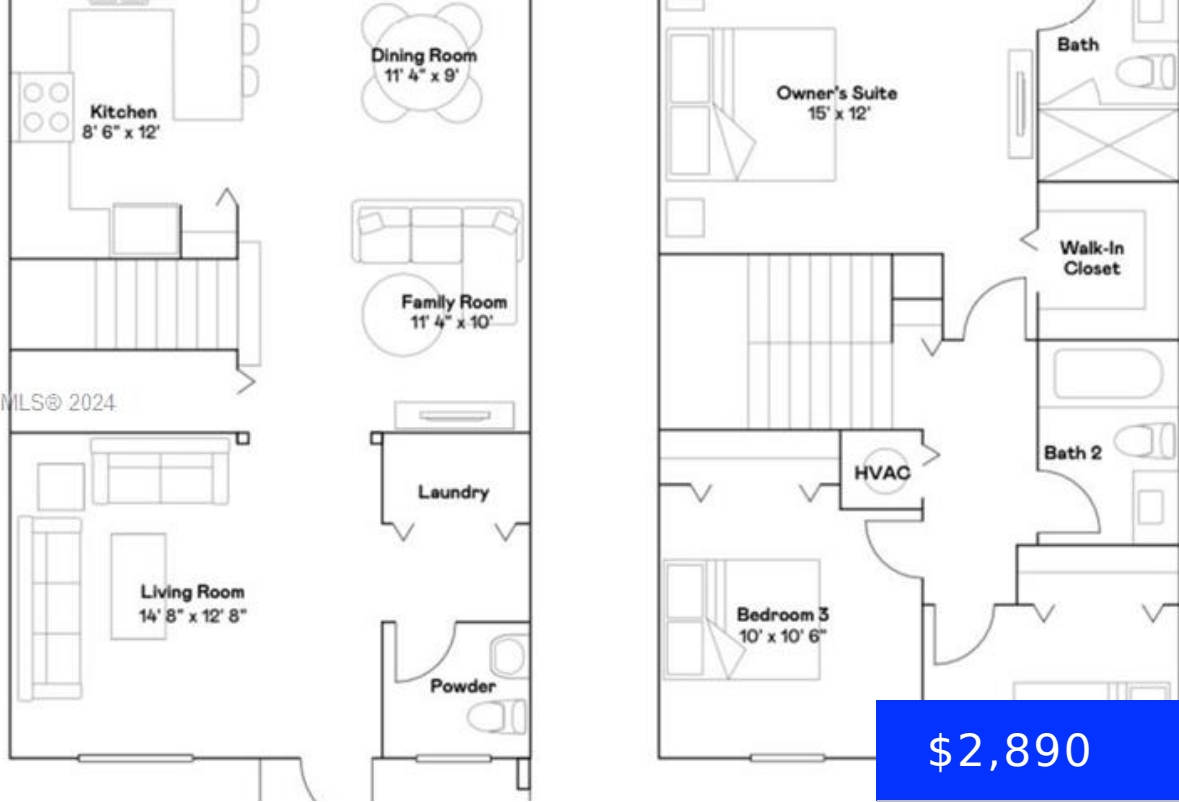 Dining Room
11' 4" x 9'
Kitchen
8' 6" x 12'
Family Room
11' 4" x 10'
MLS® 2024
Laundry
Living Room
14' 8" x 12' 8"
Powder
Bath
Owner's Suite
15' x 12'
Walk-In
Closet
Bath 2
HVAC
Bedroom 3
10' x 10' 6"
$2,890